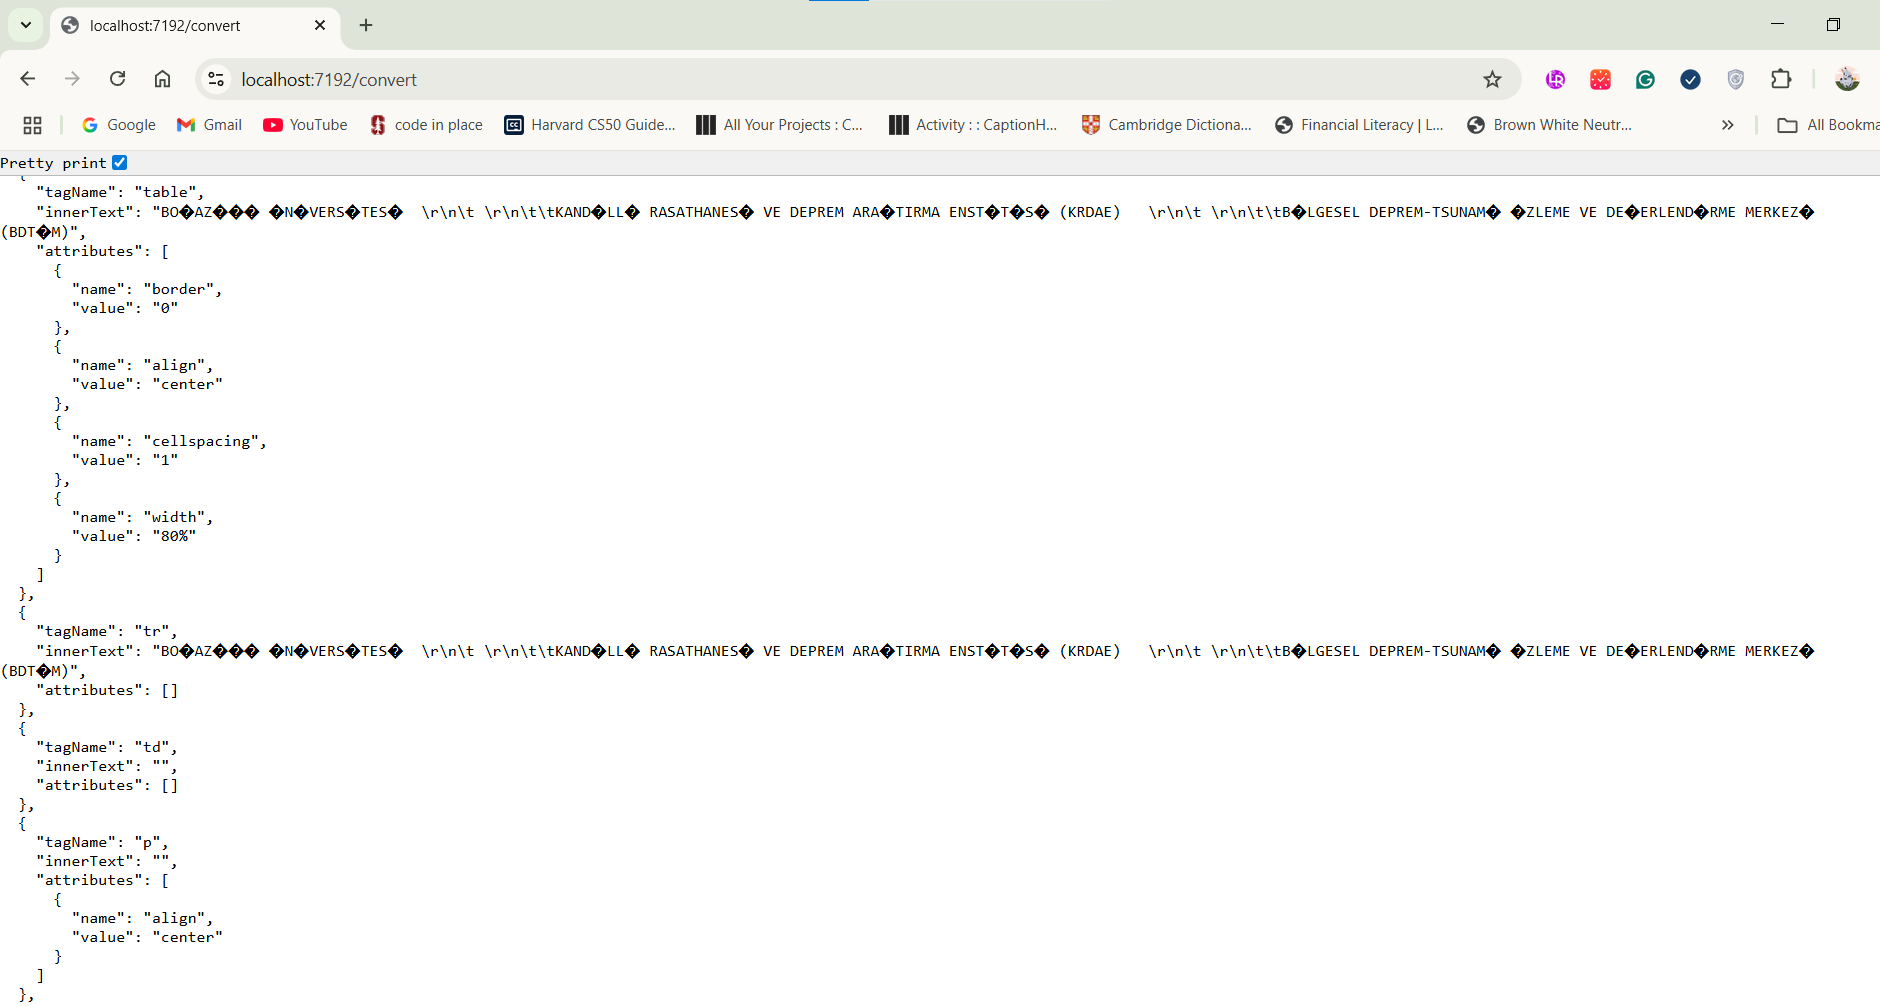 localhost:7192/convert
localhost:7192/convert
Google Gmail YouTube code in place Harvard CS50 Guide... All Your Projects : C... Activity : : CaptionH... Cambridge Dictiona... Financial Literacy | L... Brown White Neutr... » All Bookma
Pretty print
{
"tagName": "table",
"innerText": "BO�AZ��� �N�VERS�TES�  \r\n\t \r\n\t\tKAND�LL� RASATHANES� VE DEPREM ARA�TIRMA ENST�T�S� (KRDAE)   \r\n\t \r\n\t\tB�LGESEL DEPREM-TSUNAM� �ZLEME VE DE�ERLEND�RME MERKEZ�
(BDT�M)",
"attributes": [
{
"name": "border",
"value": "0"
},
{
"name": "align",
"value": "center"
},
{
"name": "cellspacing",
"value": "1"
},
{
"name": "width",
"value": "80%"
}
]
},
{
"tagName": "tr",
"innerText": "BO�AZ��� �N�VERS�TES�  \r\n\t \r\n\t\tKAND�LL� RASATHANES� VE DEPREM ARA�TIRMA ENST�T�S� (KRDAE)   \r\n\t \r\n\t\tB�LGESEL DEPREM-TSUNAM� �ZLEME VE DE�ERLEND�RME MERKEZ�
(BDT�M)",
"attributes": []
},
{
"tagName": "td",
"innerText": "",
"attributes": []
},
{
"tagName": "p",
"innerText": "",
"attributes": [
{
"name": "align",
"value": "center"
}
]
},